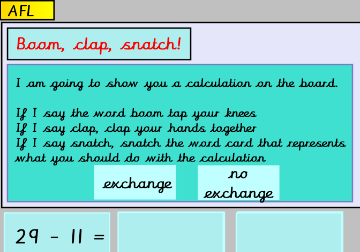 AFL
Boom, clap, snatch!
I am going to show you a calculation on the board.
If I say the word boom tap your knees
If I say clap, clap your hands together
If I say snatch, snatch the word card that represents
what you should do with the calculation
exchange
no
exchange
29 - 11 =